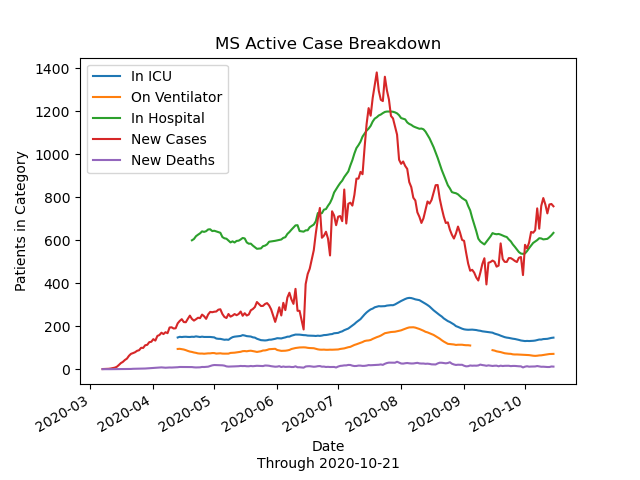 MS Active Case Breakdown
In ICU
On Ventilator
In Hospital
New Cases
New Deaths
Patients in Category
1400
1200
1000
800
600
400
200
0
2020-03
2020-04
2020-05
2020-06
2020-07
2020-08
2020-09
2020-10
Date
Through 2020-10-21